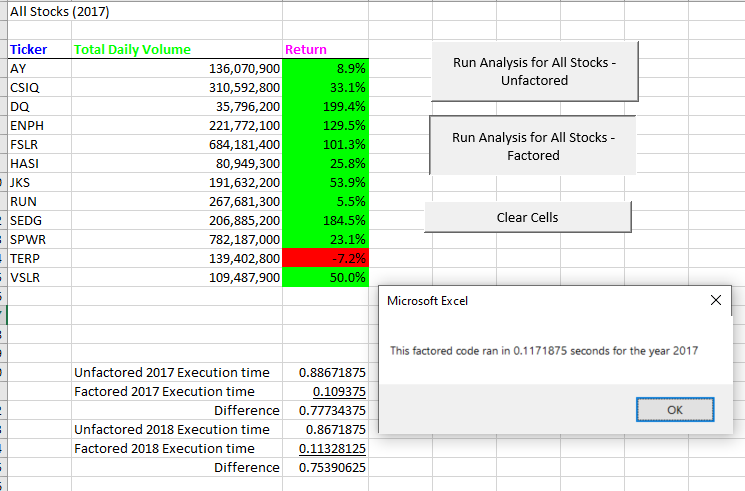 All Stocks (2017)
Ticker Total Daily Volume Return
AY 136,070,900 8.9%
CSIQ 310,592,800 33.1%
DQ 35,796,200 199.4%
ENPH 221,772,100 129.5%
FSLR 684,181,400 101.3%
HASI 80,949,300 25.8%
JKS 191,632,200 53.9%
RUN 267,681,300 5.5%
SEDG 206,885,200 184.5%
SPWR 782,187,000 23.1%
TERP 139,402,800 -7.2%
VSLR 109,487,900 50.0%
Run Analysis for All Stocks -
Unfactored
Run Analysis for All Stocks -
Factored
Clear Cells
Microsoft Excel
This factored code ran in 0.1171875 seconds for the year 2017
OK
Unfactored 2017 Execution time 0.88671875
Factored 2017 Execution time 0.109375
Difference 0.77734375
Unfactored 2018 Execution time 0.8671875
Factored 2018 Execution time 0.11328125
Difference 0.75390625